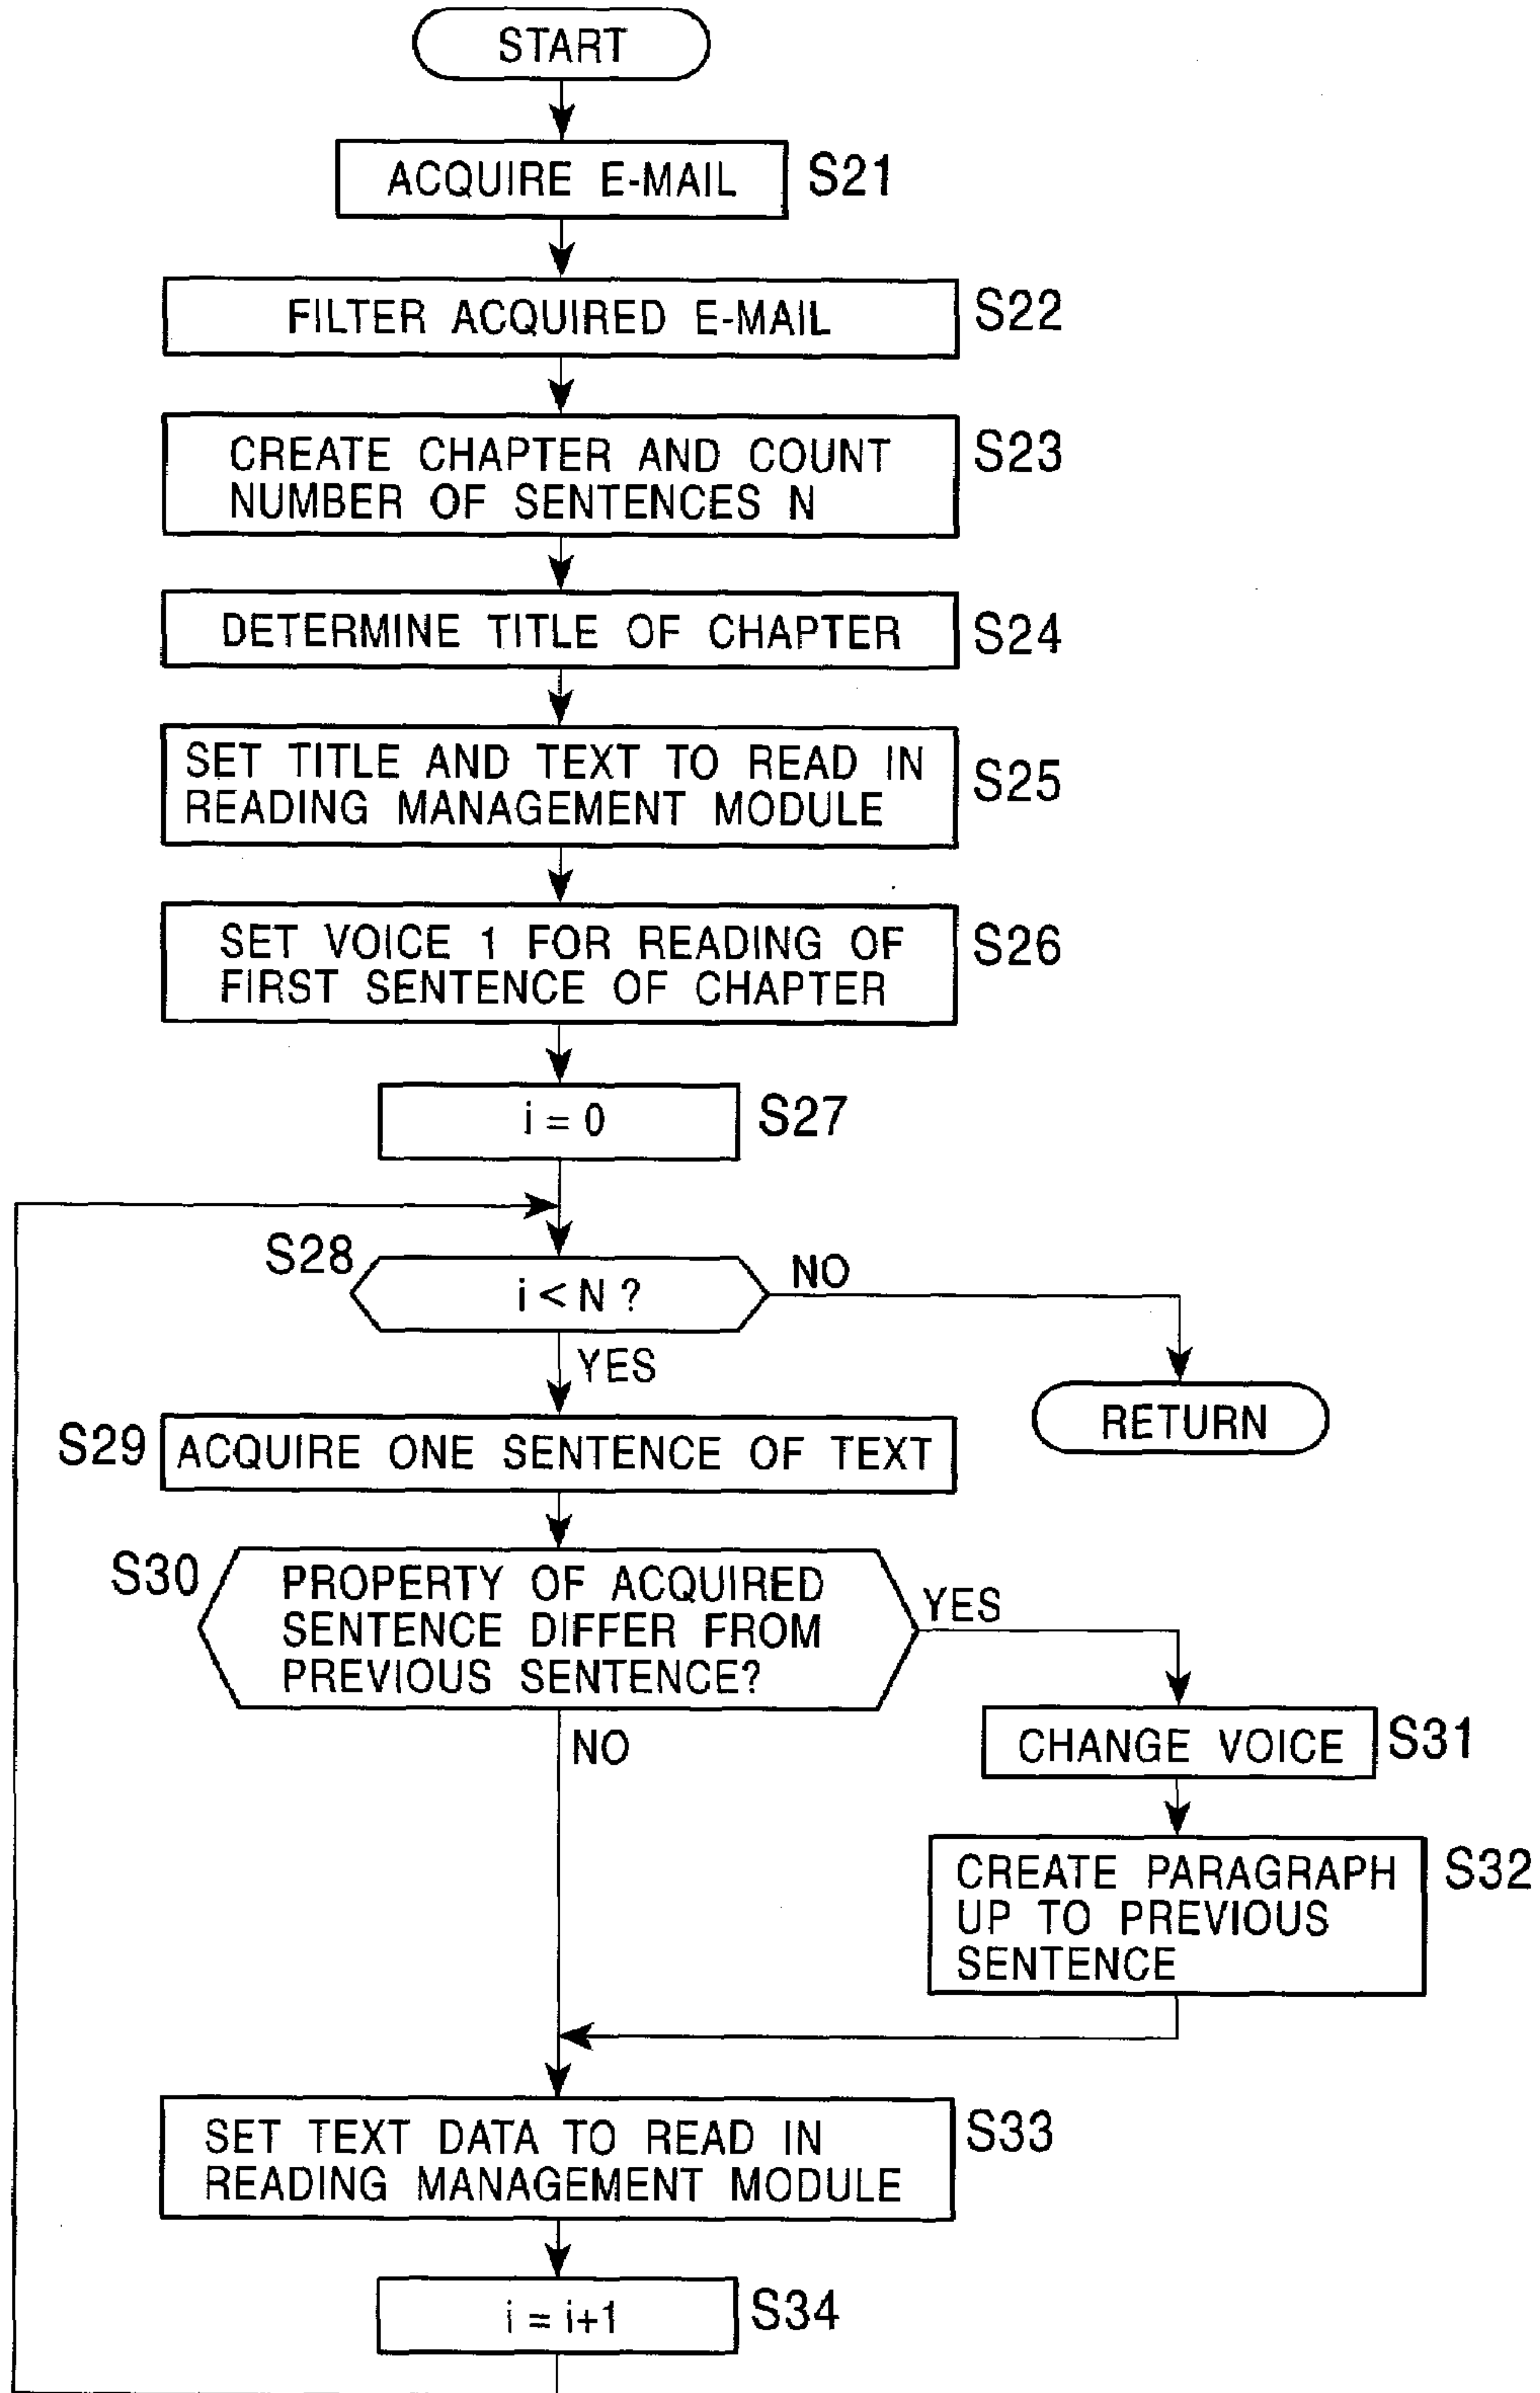 START
ACQUIRE E-MAIL
S21
FILTER ACQUIRED E-MAIL
S22
CREATE CHAPTER AND COUNT
NUMBER OF SENTENCES N
S23
DETERMINE TITLE OF CHAPTER
S24
SET TITLE AND TEXT TO READ IN
READING MANAGEMENT MODULE
S25
SET VOICE 1 FOR READING OF
FIRST SENTENCE OF CHAPTER
S26
i = 0
S27
S28
i < N ?
NO
YES
RETURN
S29
ACQUIRE ONE SENTENCE OF TEXT
S30
PROPERTY OF ACQUIRED
SENTENCE DIFFER FROM
PREVIOUS SENTENCE?
YES
NO
CHANGE VOICE
S31
CREATE PARAGRAPH
UP TO PREVIOUS
SENTENCE
S32
SET TEXT DATA TO READ IN
READING MANAGEMENT MODULE
S33
i = i+1
S34